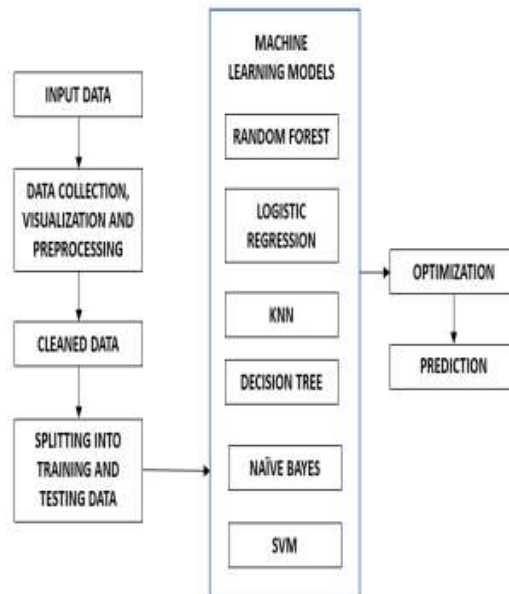 INPUT DATA
DATA COLLECTION,
VISUALIZATION AND
PREPROCESSING
CLEANED DATA
SPLITTING INTO
TRAINING AND
TESTING DATA
MACHINE
LEARNING MODELS
RANDOM FOREST
LOGISTIC
REGRESSION
KNN
DECISION TREE
NAÏVE BAYES
SVM
OPTIMIZATION
PREDICTION